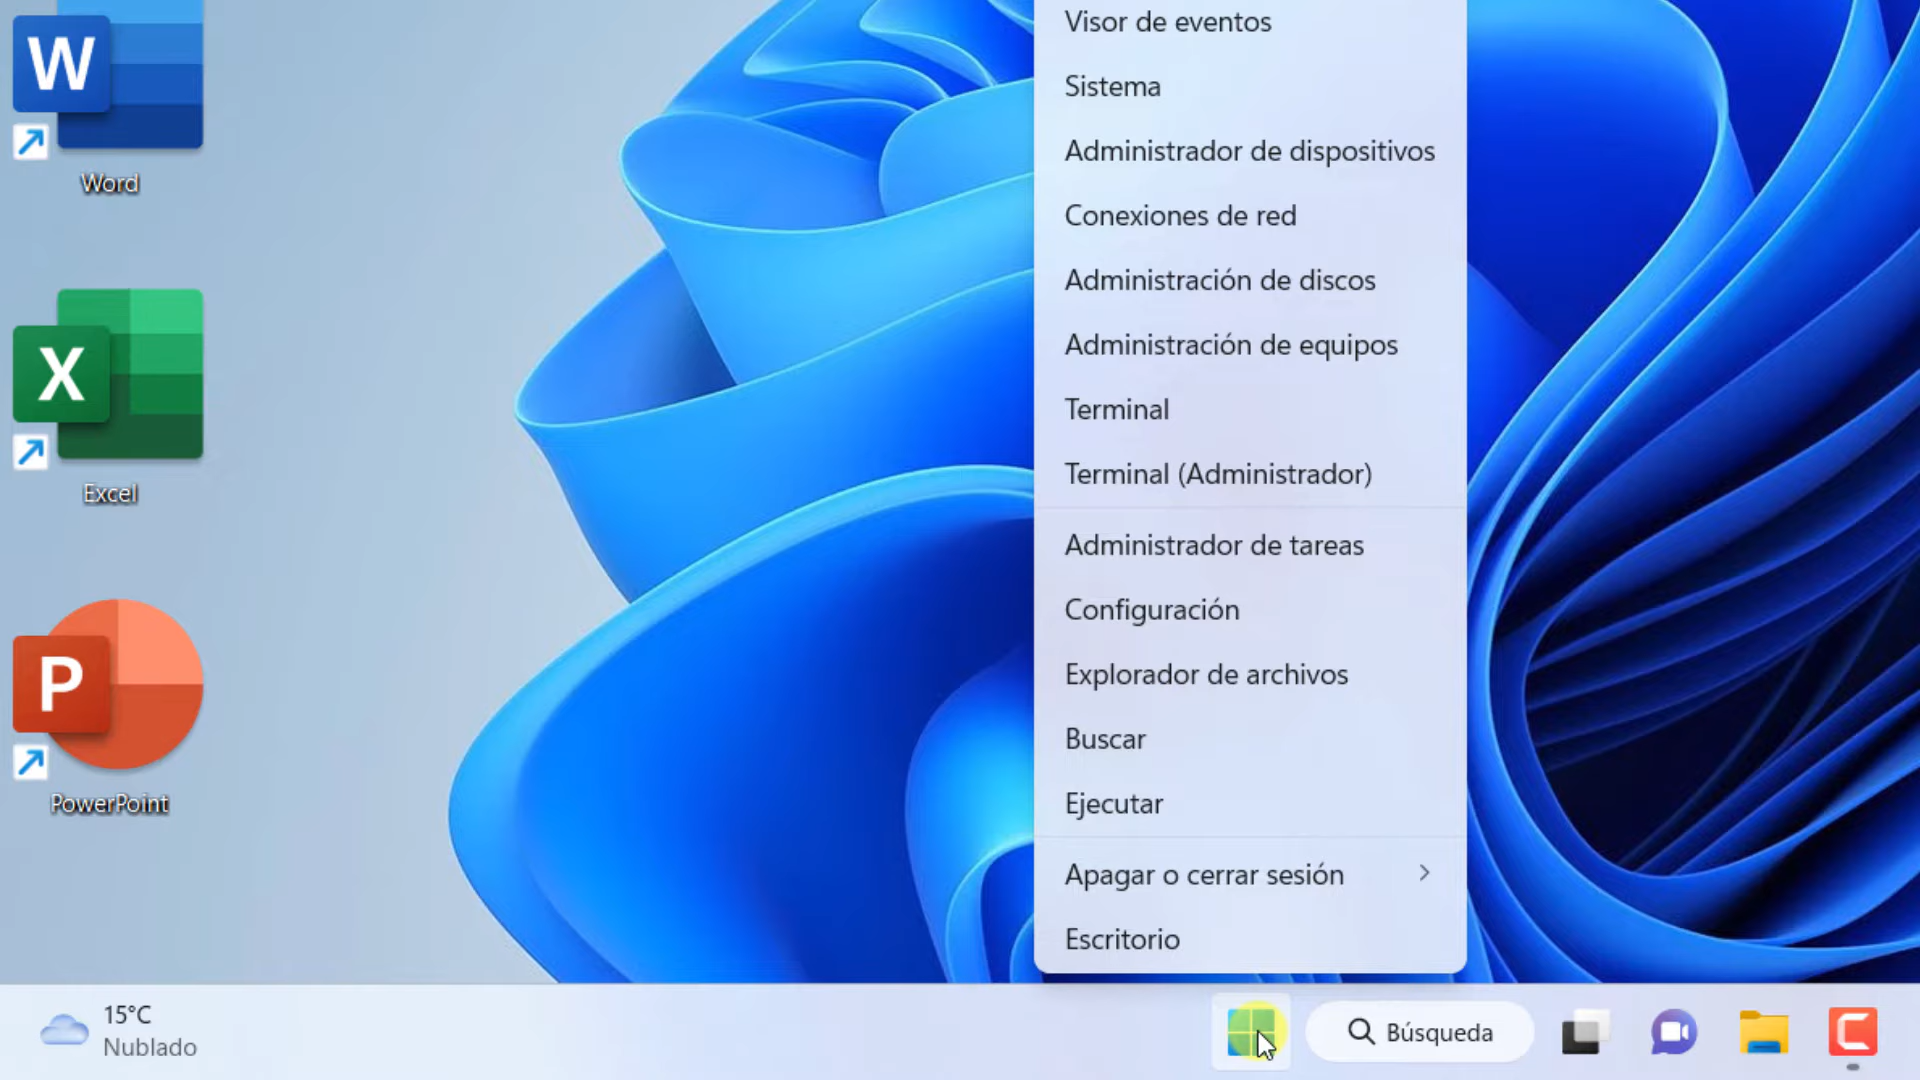 Visor de eventos
Sistema
Administrador de dispositivos
Conexiones de red
Administración de discos
Administración de equipos
Terminal
Terminal (Administrador)
Administrador de tareas
Configuración
Explorador de archivos
Buscar
Ejecutar
Apagar o cerrar sesión
Escritorio
W
Word
X
Excel
P
PowerPoint
15°C
Nublado
Búsqueda